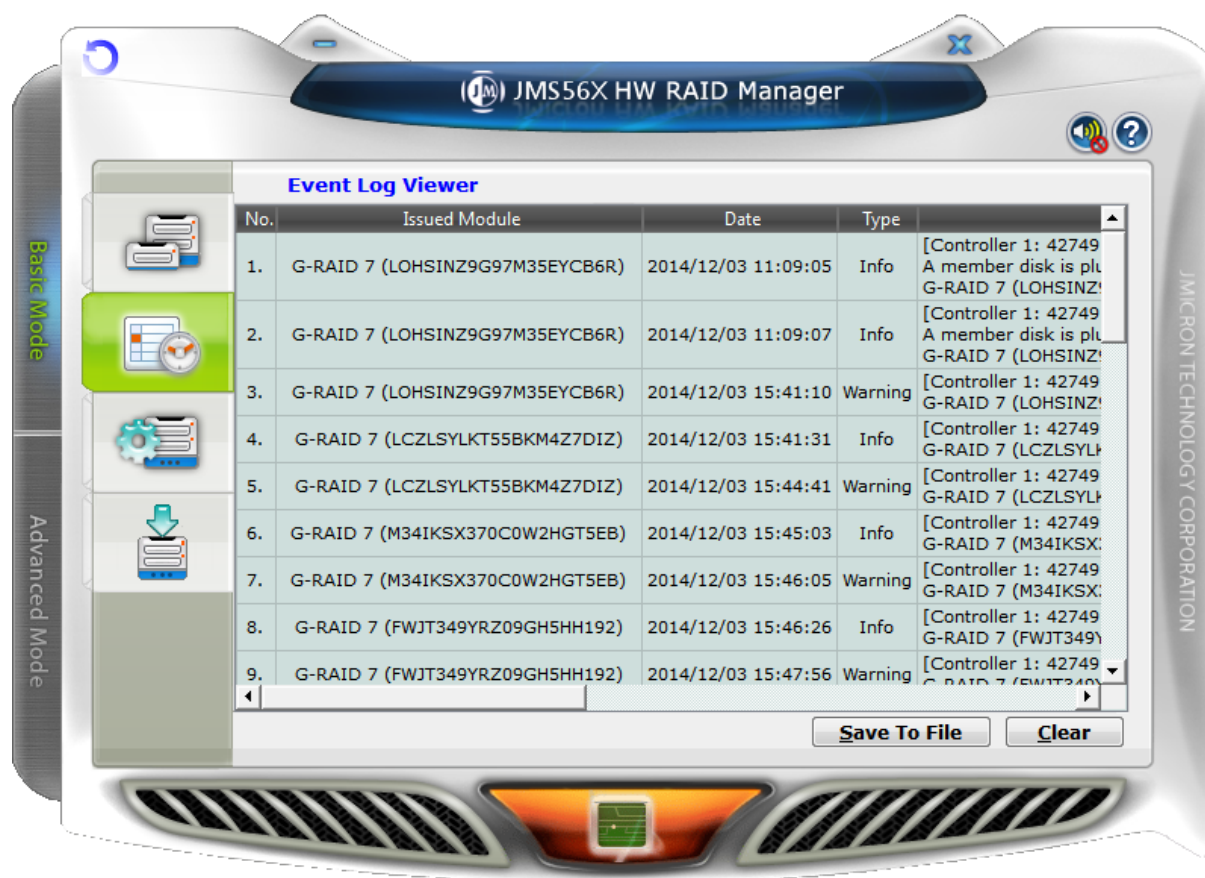 JMS56X HW RAID Manager
Basic Mode
Advanced Mode
JMICRON TECHNOLOGY CORPORATION
Event Log Viewer
No. Issued Module Date Type
1. G-RAID 7 (LOHSINZ9G97M35EYCB6R) 2014/12/03 11:09:05 Info
[Controller 1: 42749
A member disk is plu
G-RAID 7 (LOHSINZ9
2. G-RAID 7 (LOHSINZ9G97M35EYCB6R) 2014/12/03 11:09:07 Info
[Controller 1: 42749
A member disk is plu
G-RAID 7 (LOHSINZ9
3. G-RAID 7 (LOHSINZ9G97M35EYCB6R) 2014/12/03 15:41:10 Warning
[Controller 1: 42749
G-RAID 7 (LOHSINZ9
4. G-RAID 7 (LCZLSYLKT55BKM4Z7DIZ) 2014/12/03 15:41:31 Info
[Controller 1: 42749
G-RAID 7 (LCZLSYLK
5. G-RAID 7 (LCZLSYLKT55BKM4Z7DIZ) 2014/12/03 15:44:41 Warning
[Controller 1: 42749
G-RAID 7 (LCZLSYLK
6. G-RAID 7 (M34IKSX370C0W2HGT5EB) 2014/12/03 15:45:03 Info
[Controller 1: 42749
G-RAID 7 (M34IKSX
7. G-RAID 7 (M34IKSX370C0W2HGT5EB) 2014/12/03 15:46:05 Warning
[Controller 1: 42749
G-RAID 7 (M34IKSX
8. G-RAID 7 (FWJT349YRZ09GH5HH192) 2014/12/03 15:46:26 Info
[Controller 1: 42749
G-RAID 7 (FWJT349Y
9. G-RAID 7 (FWJT349YRZ09GH5HH192) 2014/12/03 15:47:56 Warning
[Controller 1: 42749
Save To File
Clear